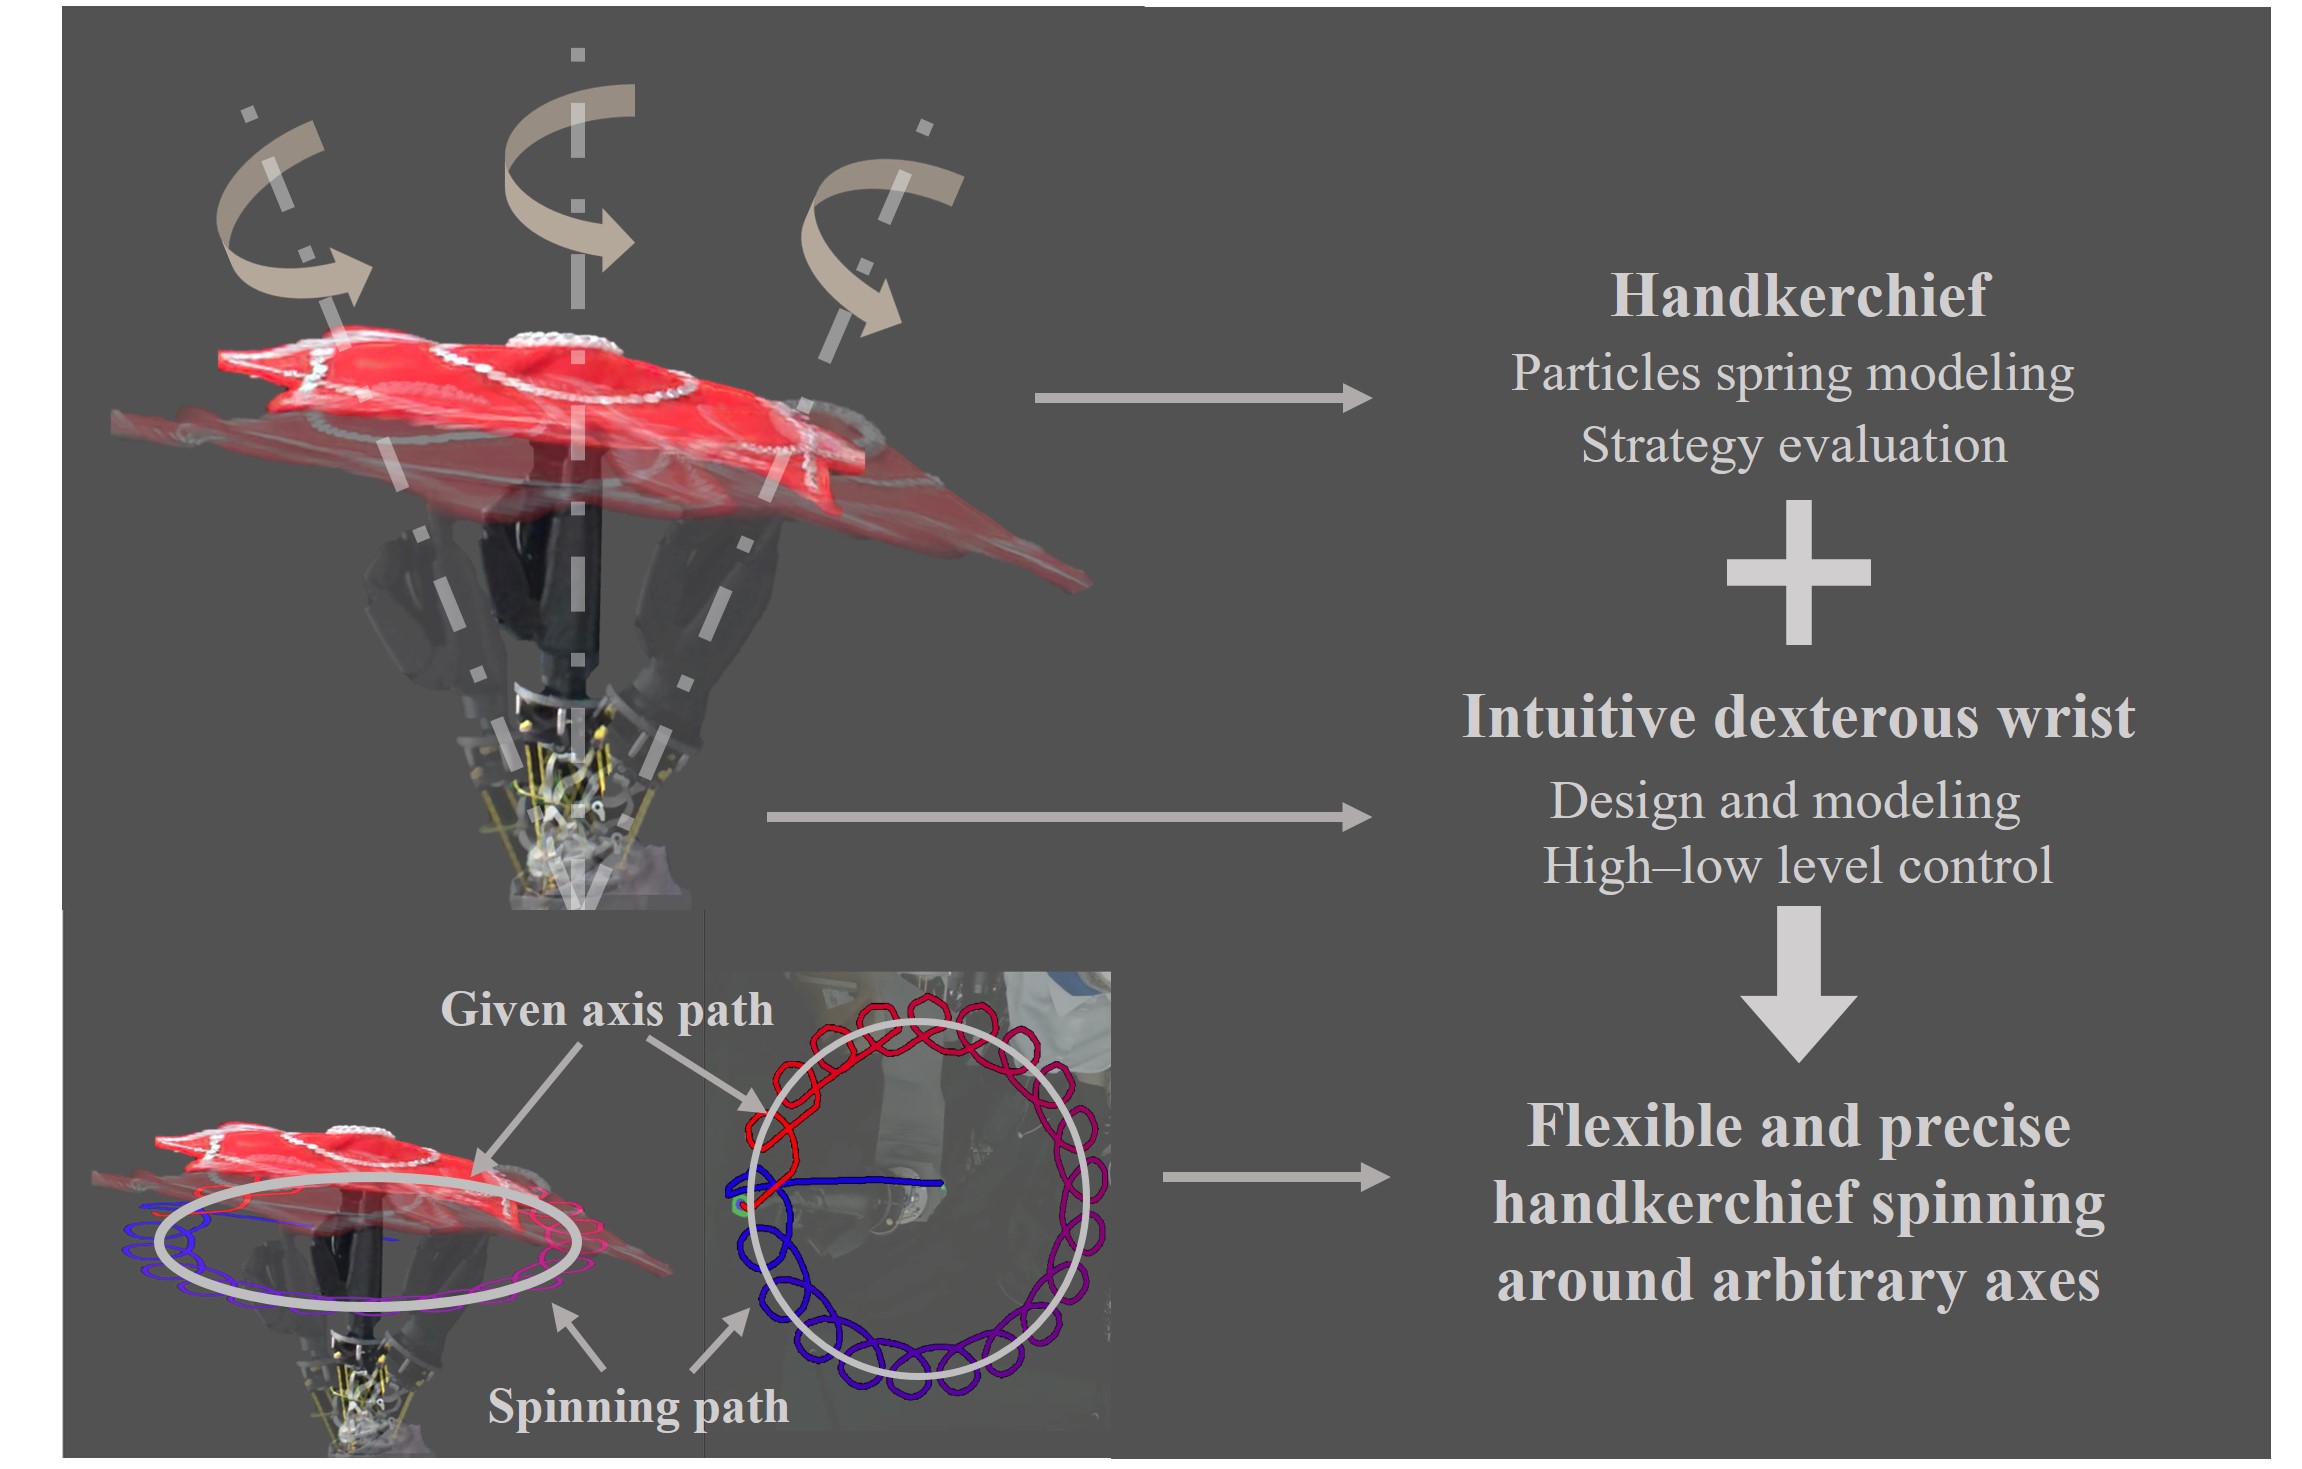 Handkerchief
Particles spring modeling
Strategy evaluation
Intuitive dexterous wrist
Design and modeling
High–low level control
Given axis path
Spinning path
Flexible and precise
handkerchief spinning
around arbitrary axes